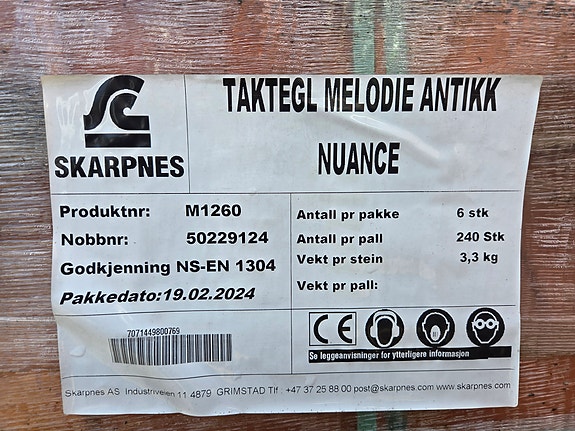 TAKTEGL MELODIE ANTIKK
NUANCE
SKARPNES
Produktnr: M1260
Nobbnr: 50229124
Godkjenning NS-EN 1304
Pakkedato:19.02.2024
Antall pr pakke 6 stk
Antall pr pall 240 Stk
Vekt pr stein 3,3 kg
Vekt pr pall:
7071449800769
CE
Se leggeanvisninger for ytterligere informasjon
Skarpnes AS Industriveien 11 4879 GRIMSTAD Tlf : +47 37 25 88 00 post@skarpnes.com www.skarpnes.com